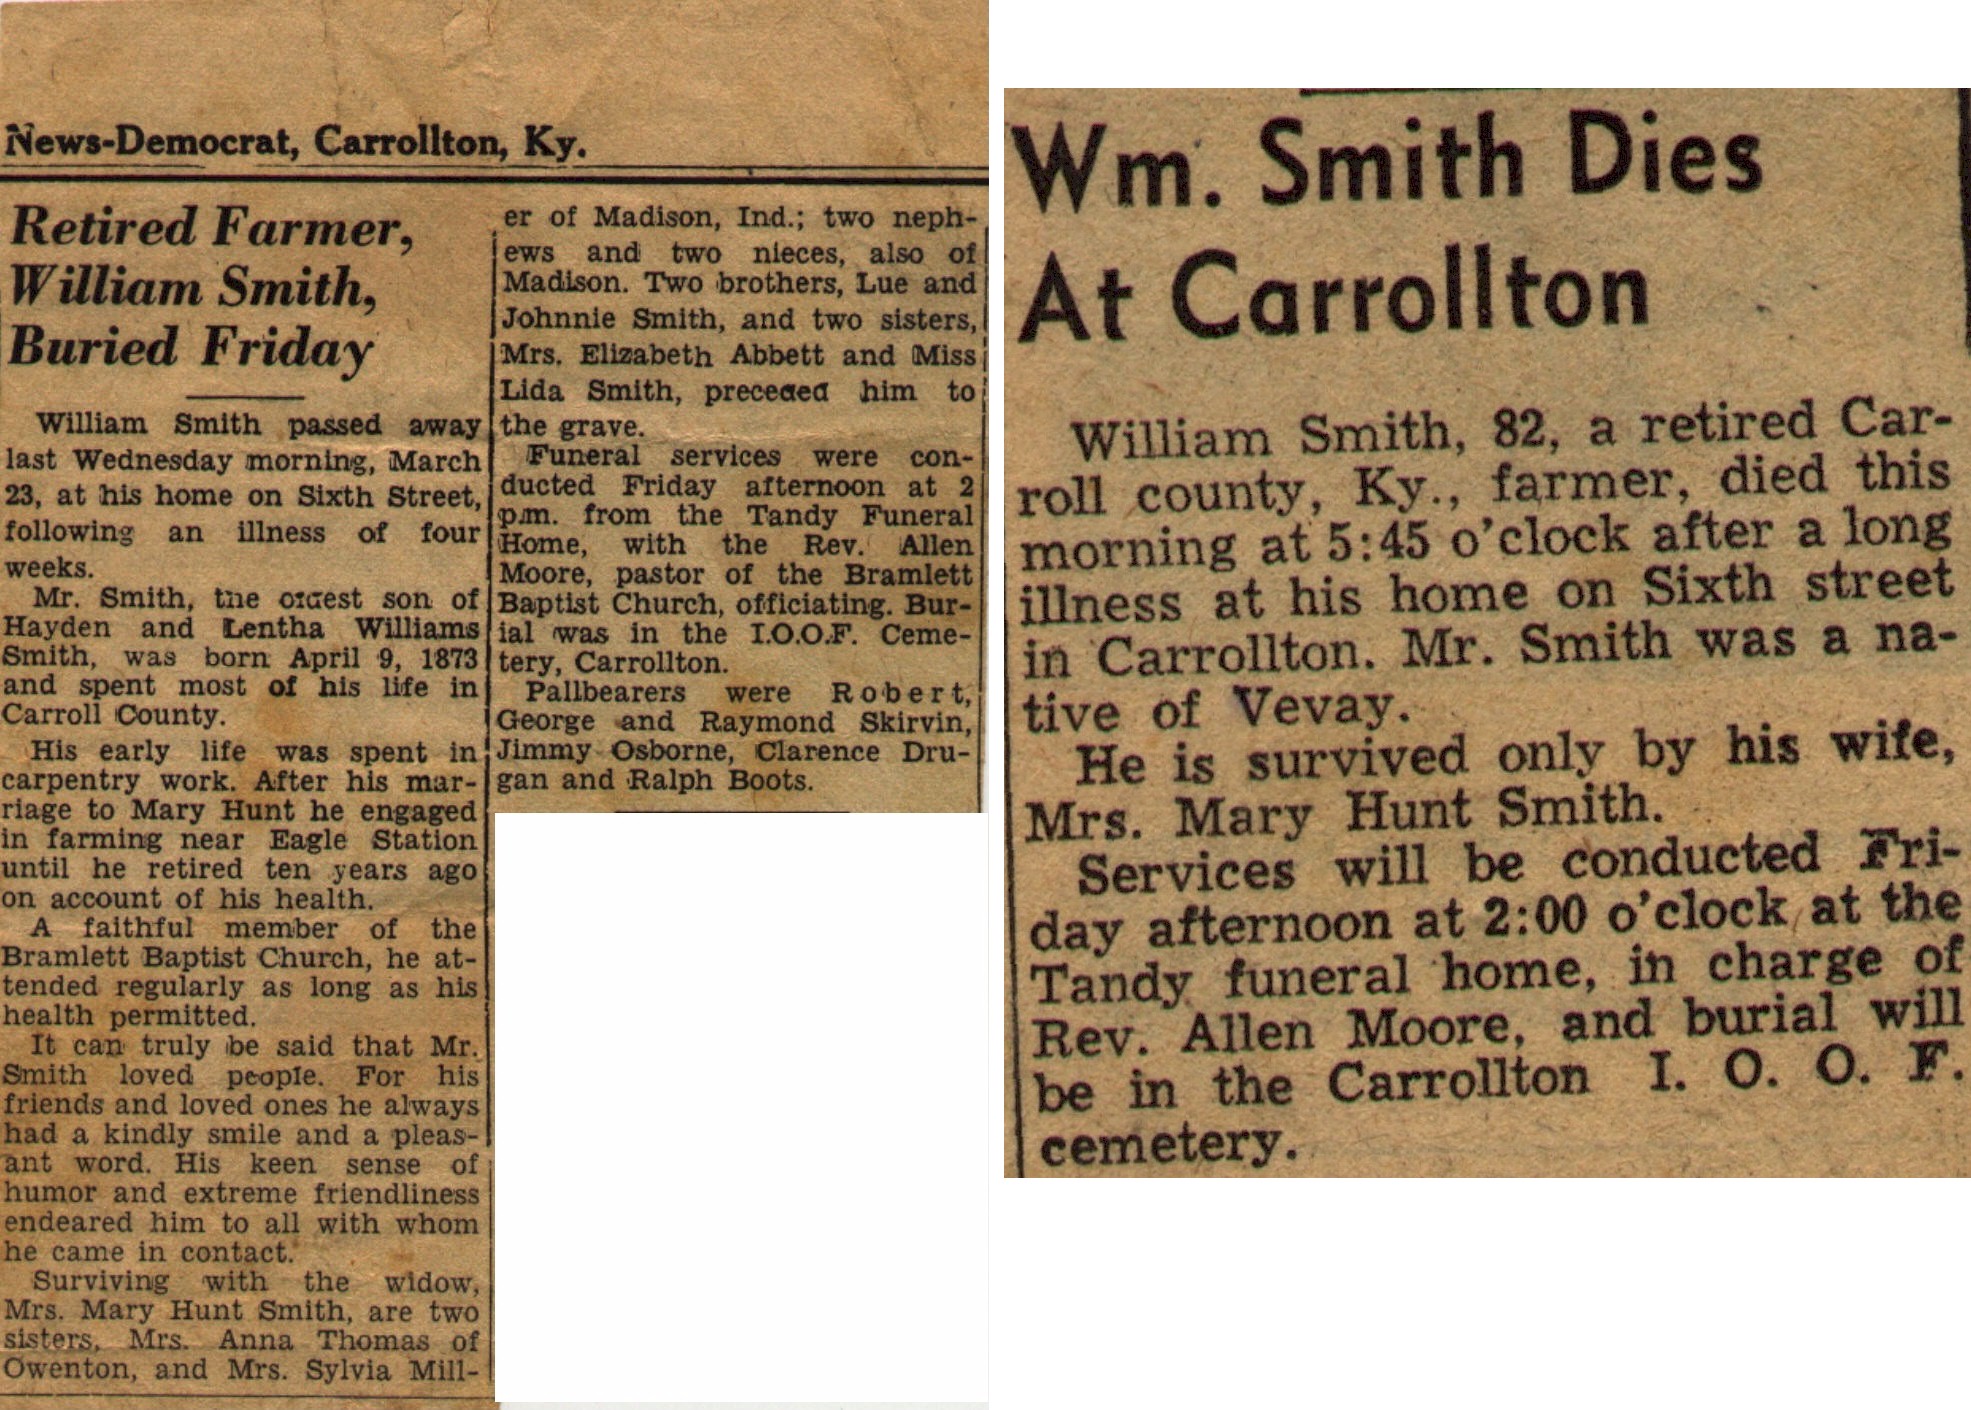 News-Democrat, Carrollton, Ky.
Retired Farmer,
William Smith,
Buried Friday
William Smith passed away
last Wednesday morning, March
23, at his home on Sixth Street,
following an illness of four
weeks.
Mr. Smith, the oldest son of
Hayden and Lentha Williams
Smith, was born April 9, 1873
and spent most of his life in
Carroll County.
His early life was spent in
carpentry work. After his mar-
riage to Mary Hunt he engaged
in farming near Eagle Station
until he retired ten years ago
on account of his health.
A faithful member of the
Bramlett Baptist Church, he at-
tended regularly as long as his
health permitted.
It can truly be said that Mr.
Smith loved people. For his
friends and loved ones he always
had a kindly smile and a pleas-
ant word. His keen sense of
humor and extreme friendliness
endeared him to all with whom
he came in contact.
Surviving with the widow,
Mrs. Mary Hunt Smith, are two
sisters, Mrs. Anna Thomas of
Owenton, and Mrs. Sylvia Mill-
er of Madison, Ind.; two neph-
ews and two nieces, also of
Madison. Two brothers, Lue and
Johnnie Smith, and two sisters,
Mrs. Elizabeth Abbett and Miss
Lida Smith, preceded him to
the grave.
Funeral services were con-
ducted Friday afternoon at 2
p.m. from the Tandy Funeral
Home, with the Rev. Allen
Moore, pastor of the Bramlett
Baptist Church, officiating. Bur-
ial was in the I.O.O.F. Ceme-
tery, Carrollton.
Pallbearers were Robert,
George and Raymond Skirvin,
Jimmy Osborne, Clarence Dru-
gan and Ralph Boots.
Wm. Smith Dies
At Carrollton
William Smith, 82, a retired Car-
roll county, Ky., farmer, died this
morning at 5:45 o'clock after a long
illness at his home on Sixth street
in Carrollton. Mr. Smith was a na-
tive of Vevay.
He is survived only by his wife,
Mrs. Mary Hunt Smith.
Services will be conducted Fri-
day afternoon at 2:00 o'clock at the
Tandy funeral home, in charge of
Rev. Allen Moore, and burial will
be in the Carrollton I. O. O. F.
cemetery.